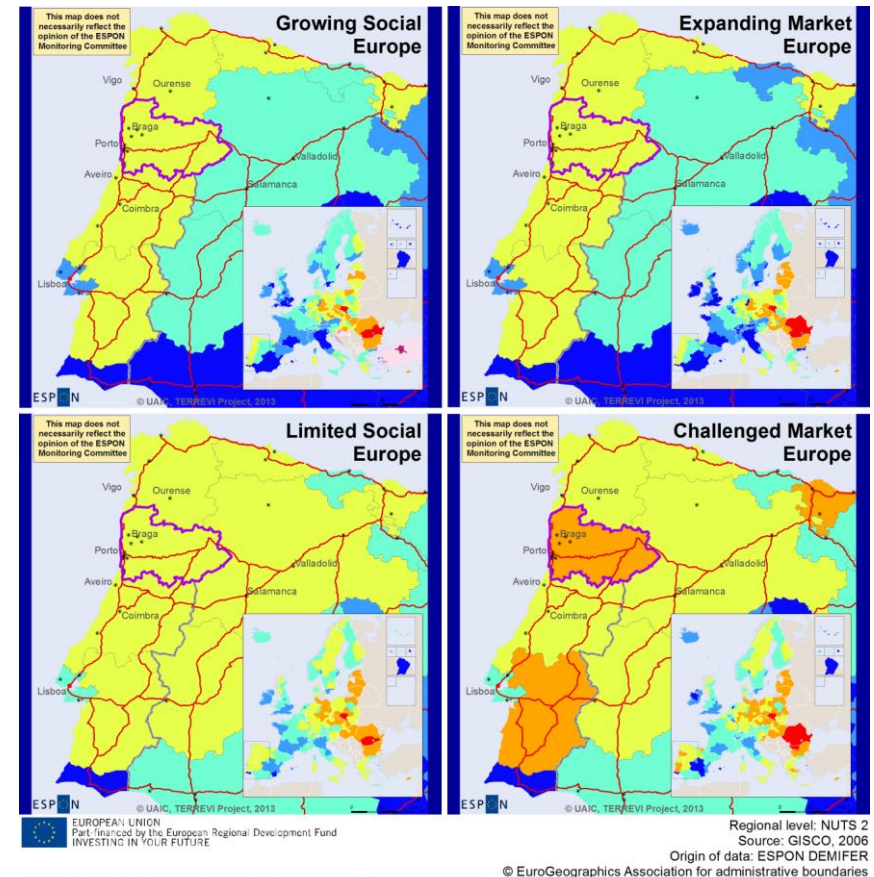 This map does not
necessarily reflect the
opinion of the ESPON
Monitoring Committee
Growing Social
Europe
Vigo
Ourense
Braga
Porto
Valladolid
Aveiro
Salamanca
Coimbra
Lisboa
ESPON
© UAIC, TERREVI Project, 2013
This map does not
necessarily reflect the
opinion of the ESPON
Monitoring Committee
Expanding Market
Europe
Vigo
Ourense
Braga
Porto
Valladolid
Aveiro
Salamanca
Coimbra
Lisboa
ESPON
© UAIC, TERREVI Project, 2013
This map does not
necessarily reflect the
opinion of the ESPON
Monitoring Committee
Limited Social
Europe
Vigo
Ourense
Braga
Porto
Valladolid
Aveiro
Salamanca
Coimbra
Lisboa
ESPON
© UAIC, TERREVI Project, 2013
This map does not
necessarily reflect the
opinion of the ESPON
Monitoring Committee
Challenged Market
Europe
Vigo
Ourense
Braga
Porto
Valladolid
Aveiro
Salamanca
Coimbra
Lisboa
ESPON
© UAIC, TERREVI Project, 2013
EUROPEAN UNION
Part-financed by the European Regional Development Fund
INVESTING IN YOUR FUTURE
Regional level: NUTS 2
Source: GISCO, 2006
Origin of data: ESPON DEMIFER
© EuroGeographics Association for administrative boundaries